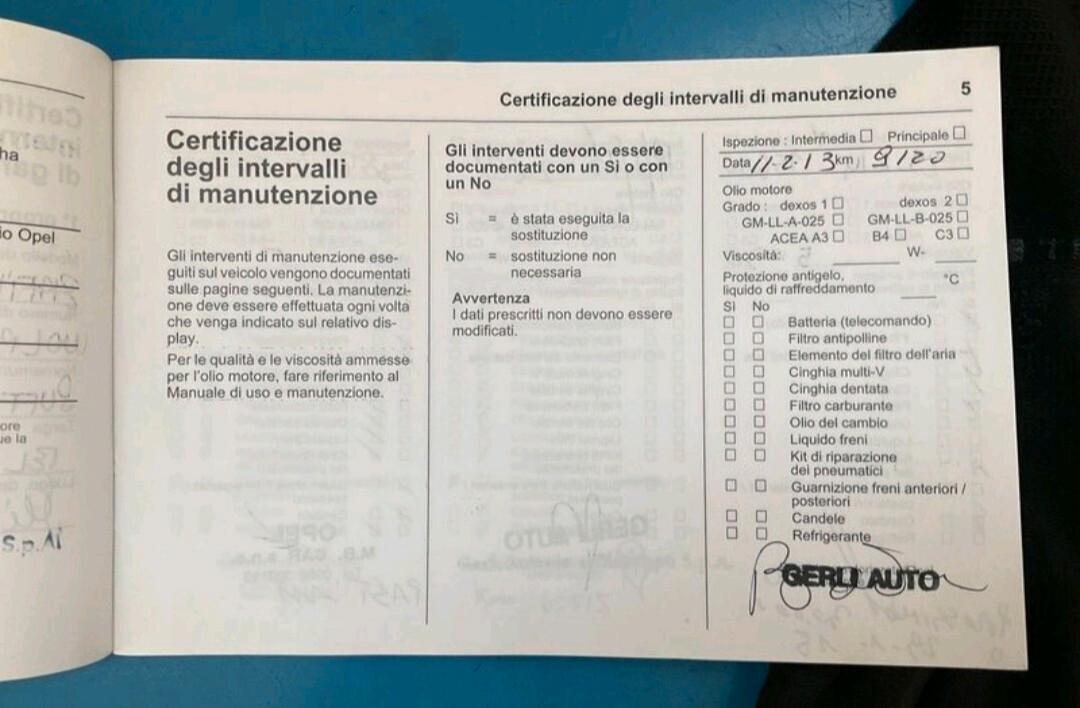 Certificazione degli intervalli di manutenzione 5
Certificazione
degli intervalli
di manutenzione
Gli interventi di manutenzione ese-
guiti sul veicolo vengono documentati
sulle pagine seguenti. La manutenzi-
one deve essere effettuata ogni volta
che venga indicato sul relativo dis-
play.
Per le qualità e le viscosità ammesse
per l'olio motore, fare riferimento al
Manuale di uso e manutenzione.
Gli interventi devono essere
documentati con un Sì o con
un No
Sì = è stata eseguita la
sostituzione
No = sostituzione non
necessaria
Avvertenza
I dati prescritti non devono essere
modificati.
Ispezione : Intermedia Principale
Data 11-2-13 km 9120
Olio motore
Grado : dexos 1 dexos 2
GM-LL-A-025 GM-LL-B-025
ACEA A3 B4 C3
Viscosità: W-
Protezione antigelo,
liquido di raffreddamento °C
Sì No
Batteria (telecomando)
Filtro antipolline
Elemento del filtro dell'aria
Cinghia multi-V
Cinghia dentata
Filtro carburante
Olio del cambio
Liquido freni
Kit di riparazione
dei pneumatici
Guarnizione freni anteriori /
posteriori
Candele
Refrigerante
GERLI AUTO
ha
io Opel
ore
ue la
S.p.A